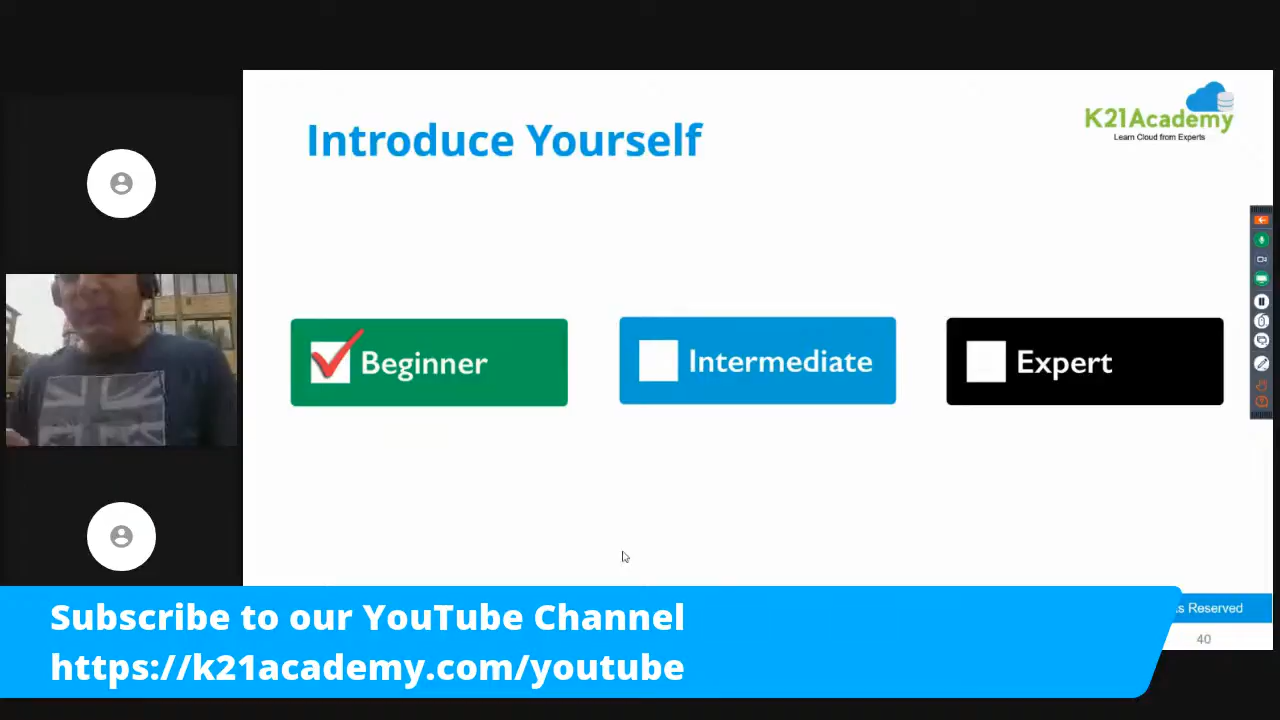 Introduce Yourself
K21Academy
Learn Cloud from Experts
Beginner
Intermediate
Expert
Reserved
40
Subscribe to our YouTube Channel
https://k21academy.com/youtube